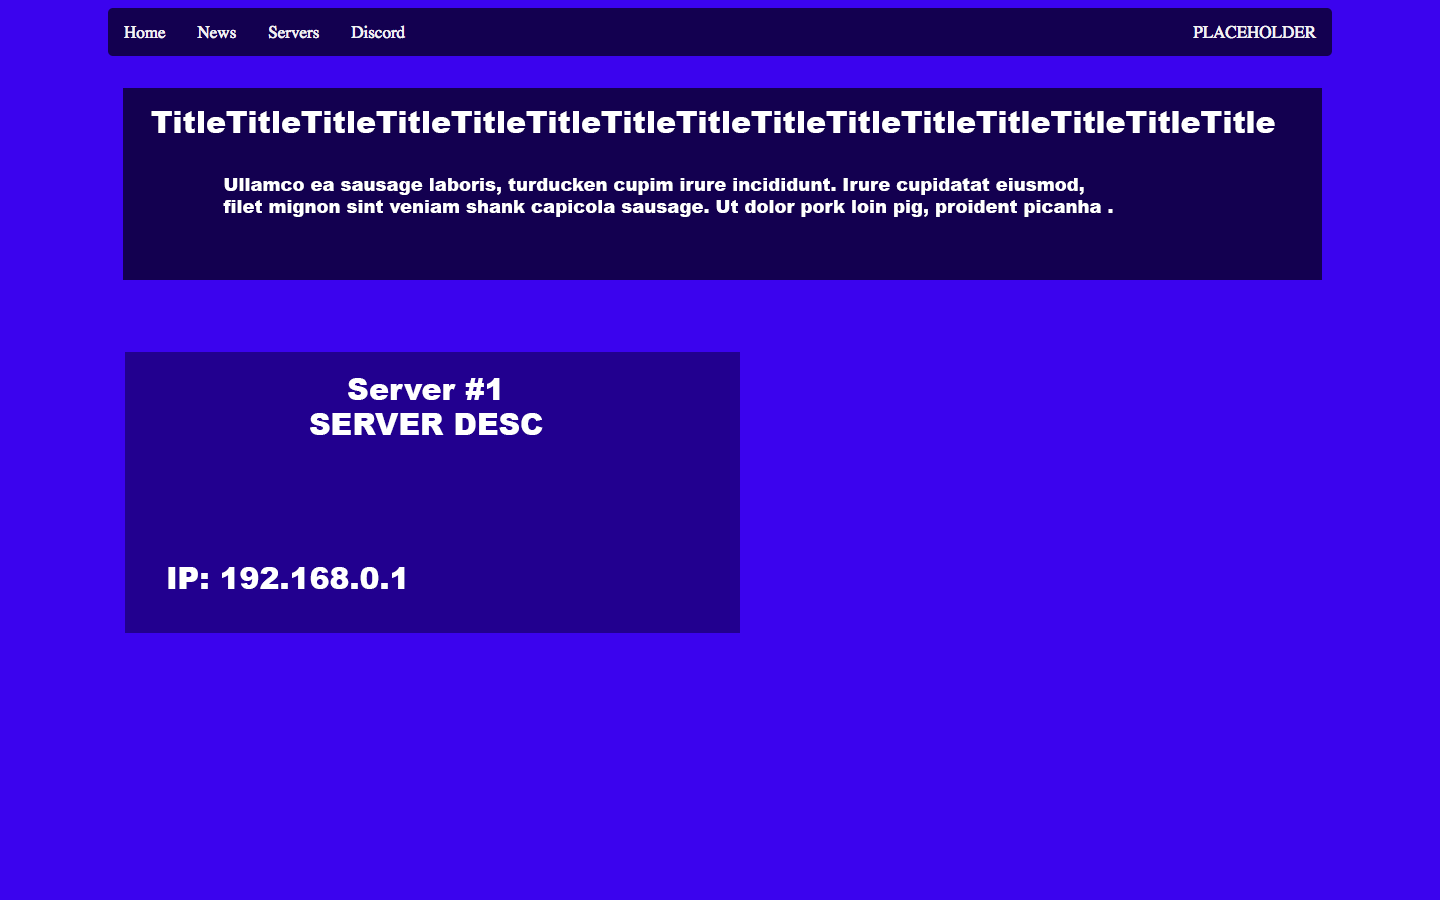 Home News Servers Discord PLACEHOLDER
TitleTitleTitleTitleTitleTitleTitleTitleTitleTitleTitleTitleTitleTitleTitle
Ullamco ea sausage laboris, turducken cupim irure incididunt. Irure cupidatat eiusmod,
filet mignon sint veniam shank capicola sausage. Ut dolor pork loin pig, proident picanha .
Server #1
SERVER DESC
IP: 192.168.0.1